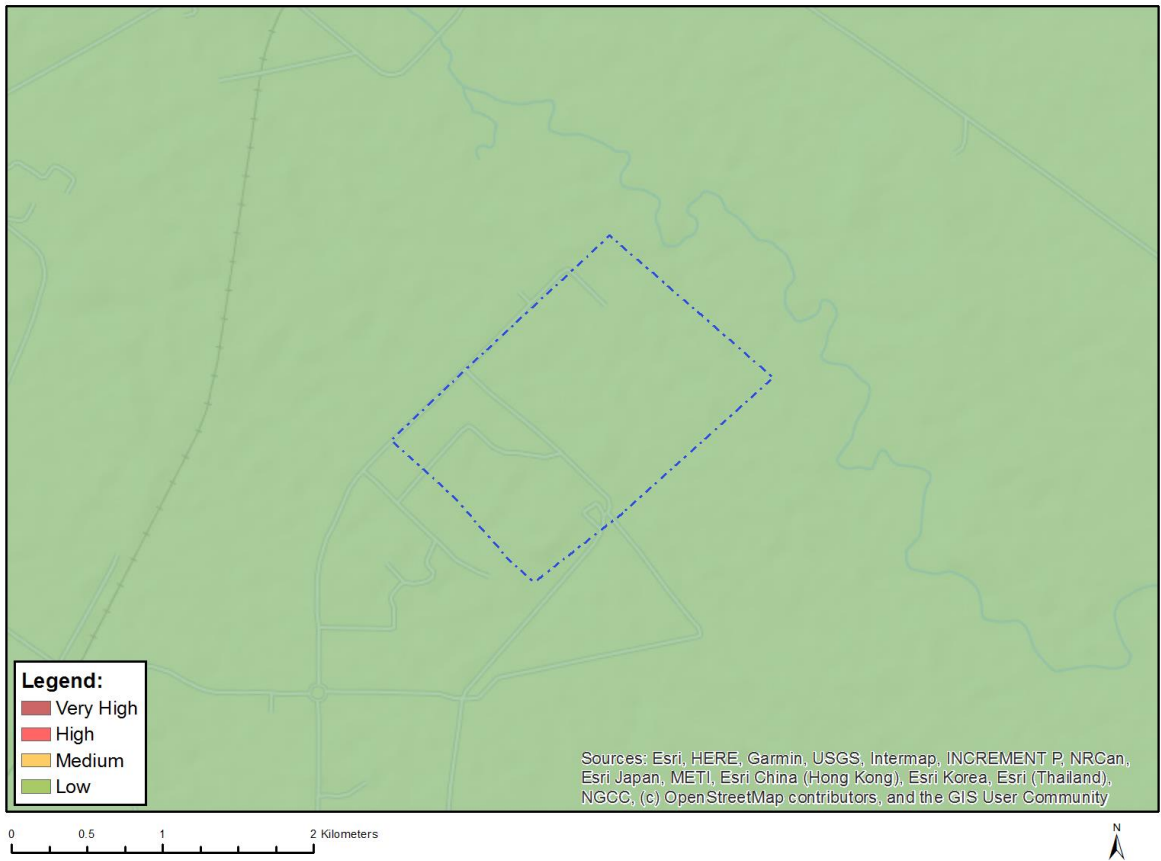 Legend:
Very High
High
Medium
Low
Sources: Esri, HERE, Garmin, USGS, Intermap, INCREMENT P, NRCan,
Esri Japan, METI, Esri China (Hong Kong), Esri Korea, Esri (Thailand),
NGCC, (c) OpenStreetMap contributors, and the GIS User Community
0 0.5 1 2 Kilometers
N